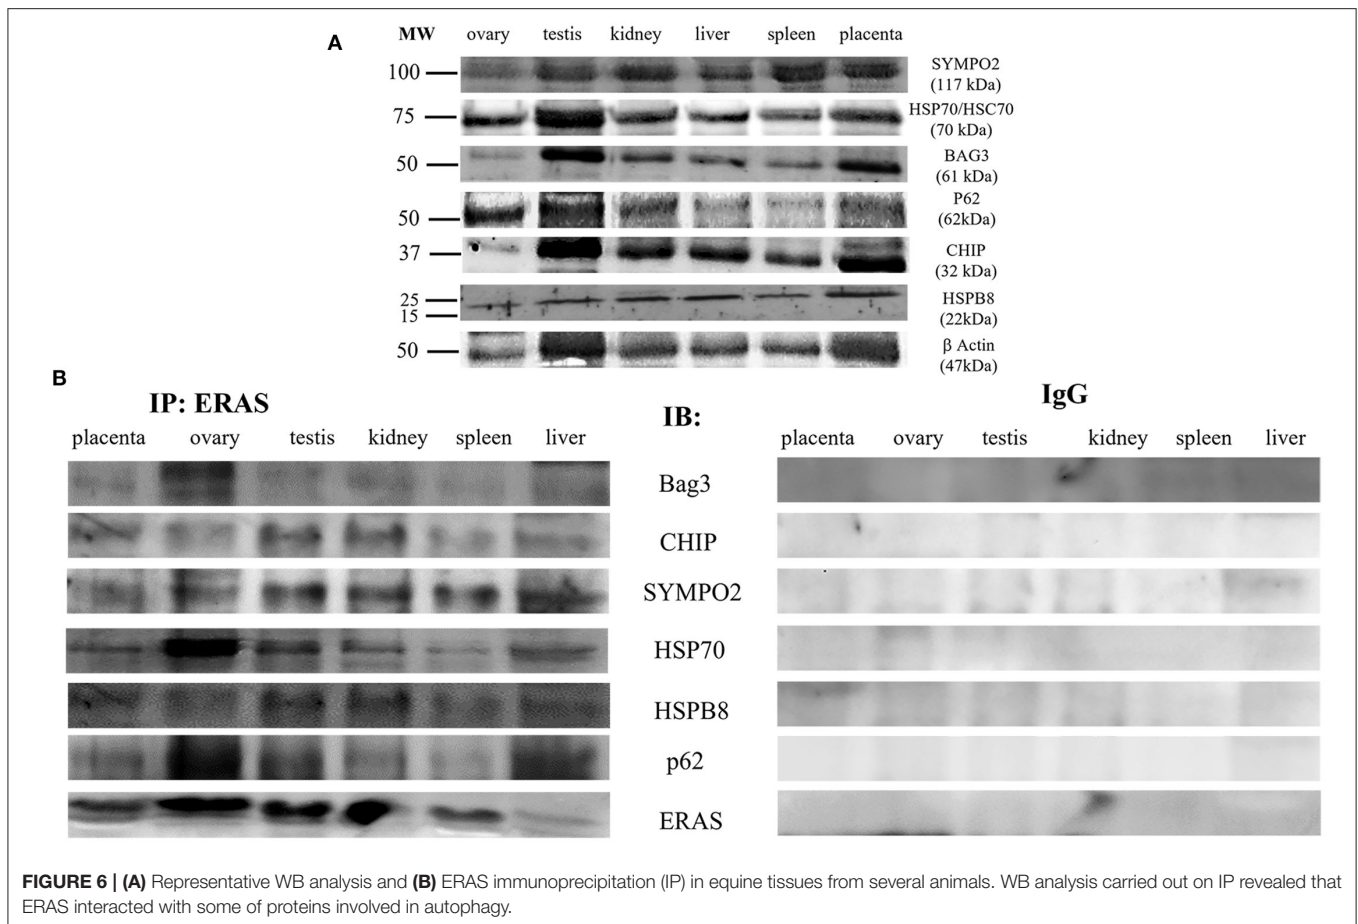 A
MW ovary testis kidney liver spleen placenta
100
SYMPO2
(117 kDa)
75
HSP70/HSC70
(70 kDa)
50
BAG3
(61 kDa)
50
P62
(62kDa)
37
CHIP
(32 kDa)
25
15
HSPB8
(22kDa)
50
β Actin
(47kDa)
B
IP: ERAS
IB:
IgG
placenta ovary testis kidney spleen liver
placenta ovary testis kidney spleen liver
Bag3
CHIP
SYMPO2
HSP70
HSPB8
p62
ERAS
FIGURE 6 | (A) Representative WB analysis and (B) ERAS immunoprecipitation (IP) in equine tissues from several animals. WB analysis carried out on IP revealed that
ERAS interacted with some of proteins involved in autophagy.